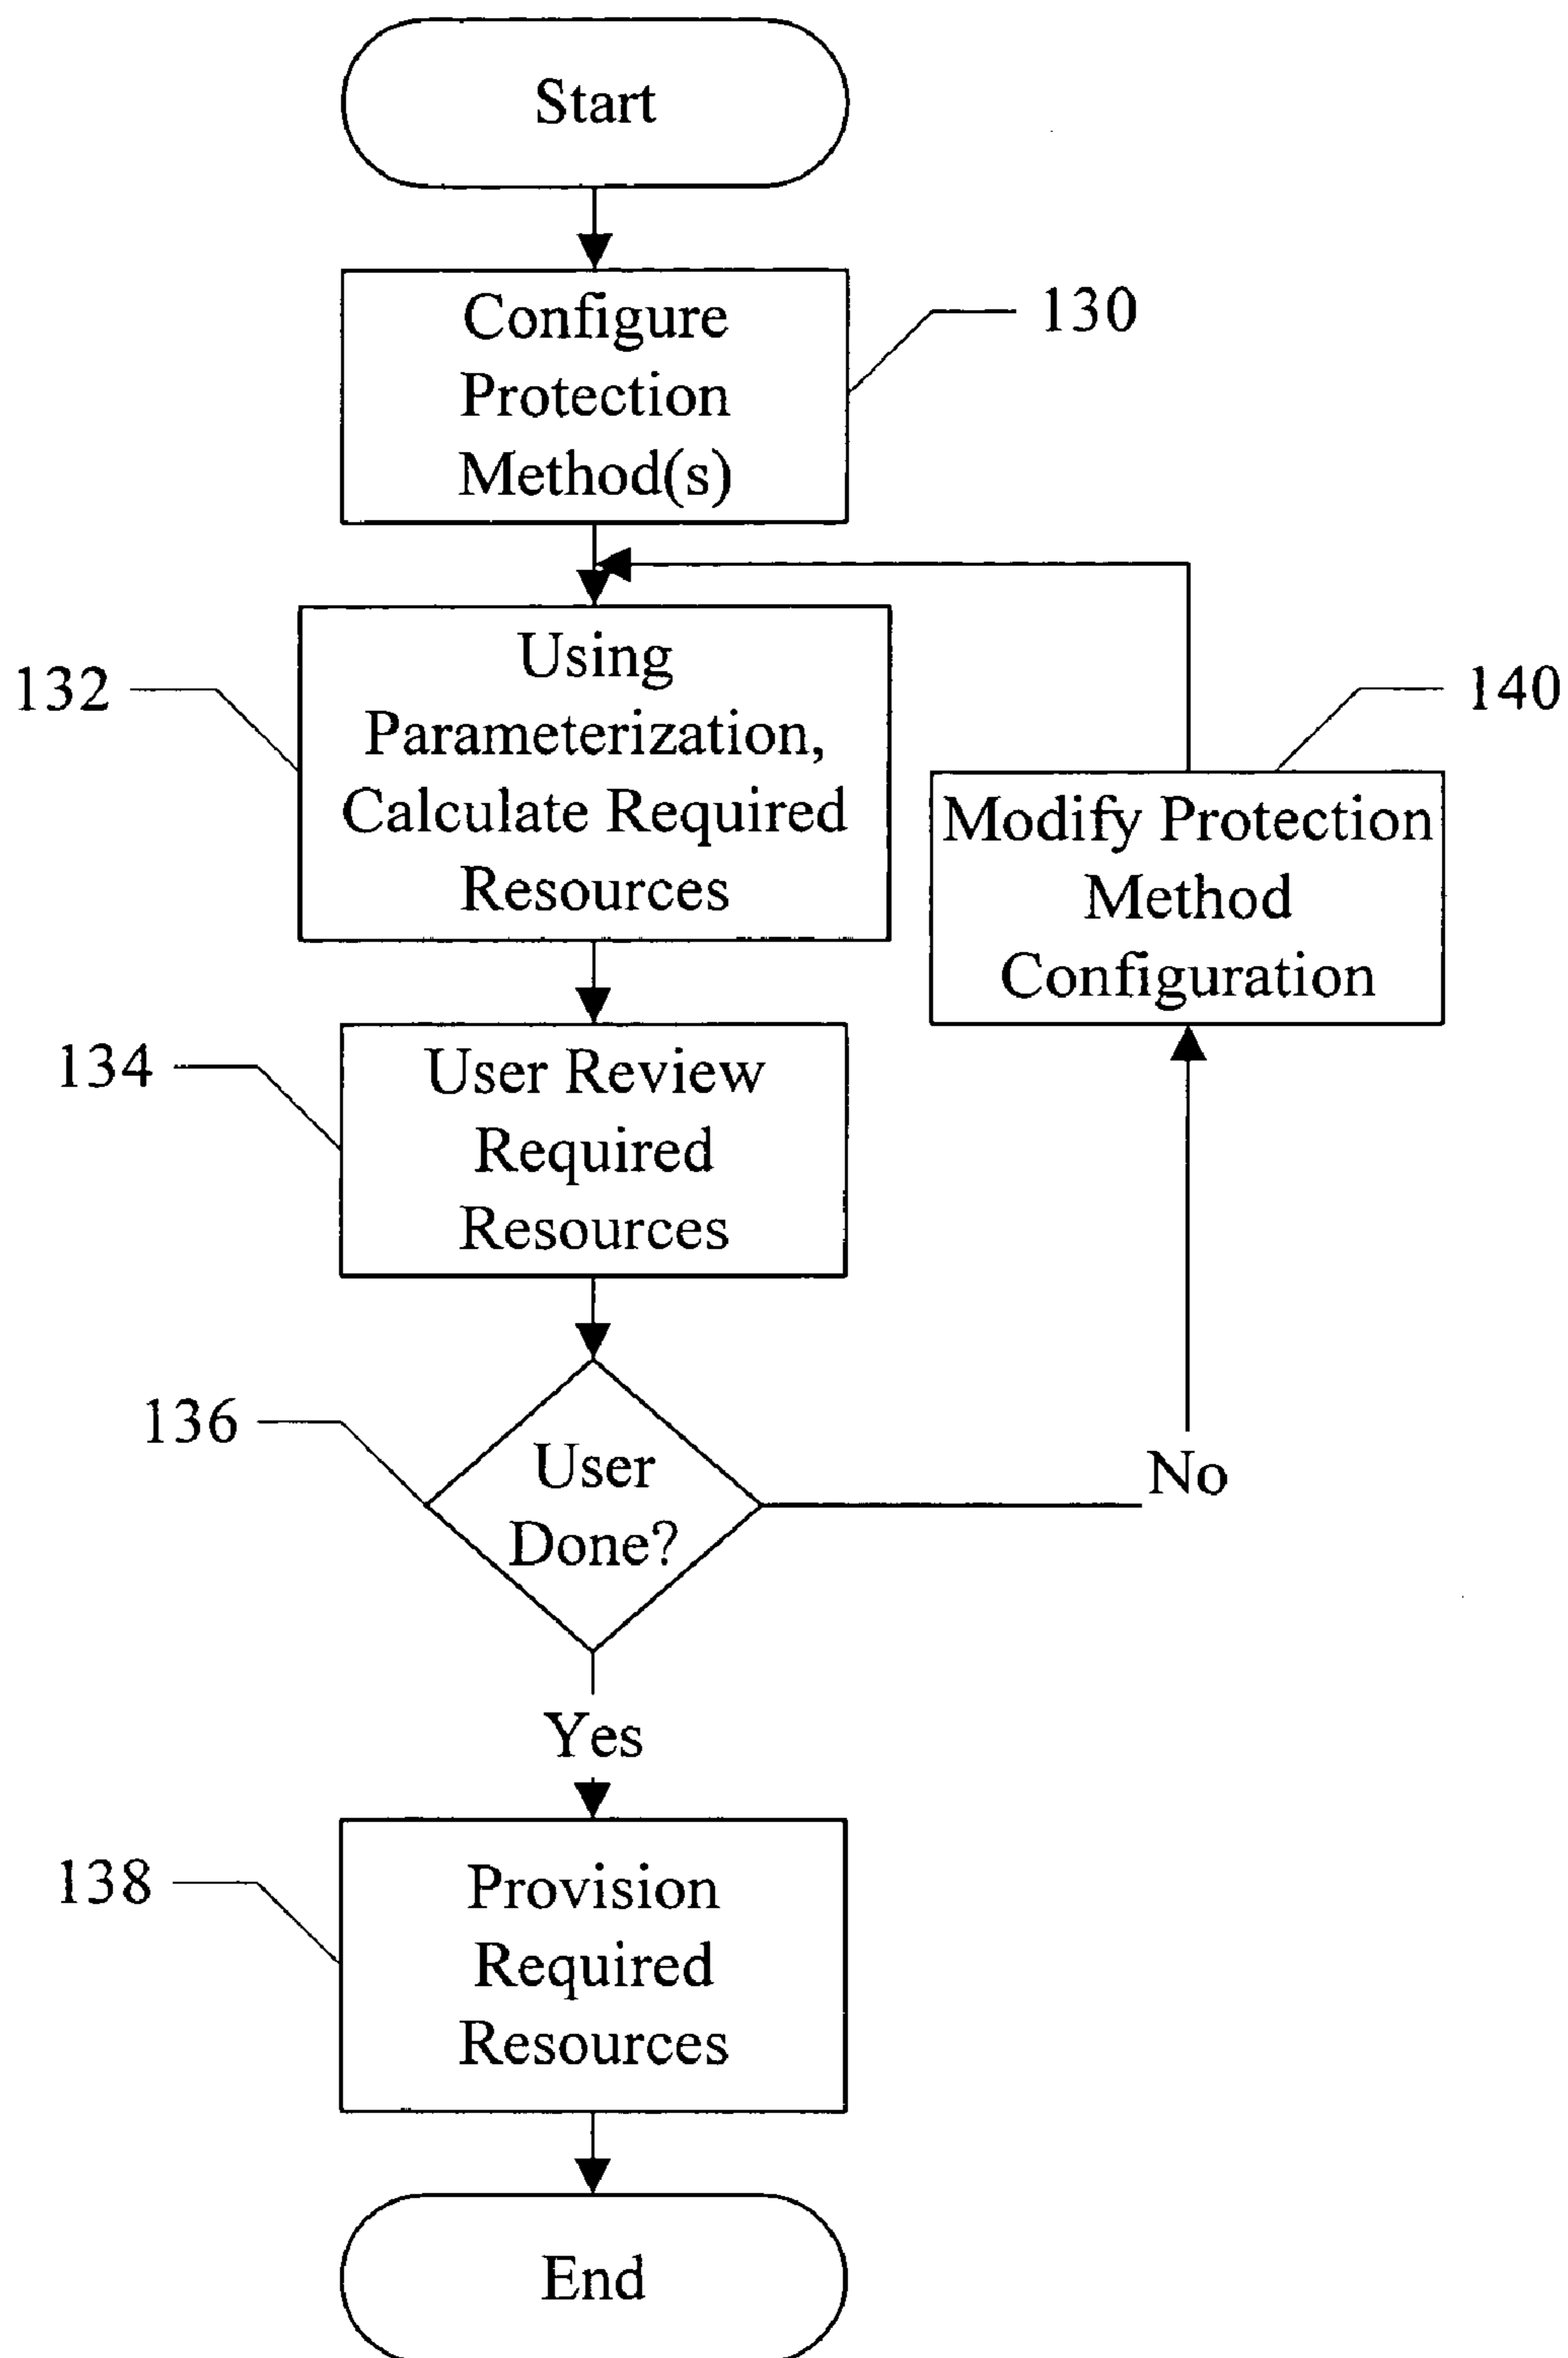 Start
Configure
Protection
Method(s)
130
Using
Parameterization,
Calculate Required
Resources
132
140
Modify Protection
Method
Configuration
134
User Review
Required
Resources
136
User
Done?
No
Yes
138
Provision
Required
Resources
End